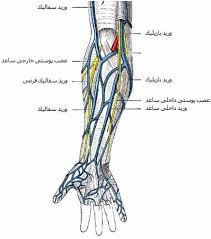 ورید سفالیک
ورید بازیلیک
عصب پوستی خارجی ساعد
ورید بازیلیک
ورید سفالیک فرعی
عصب پوستی داخلی ساعد
ورید سفالیک
ورید پوستی داخلی ساعد